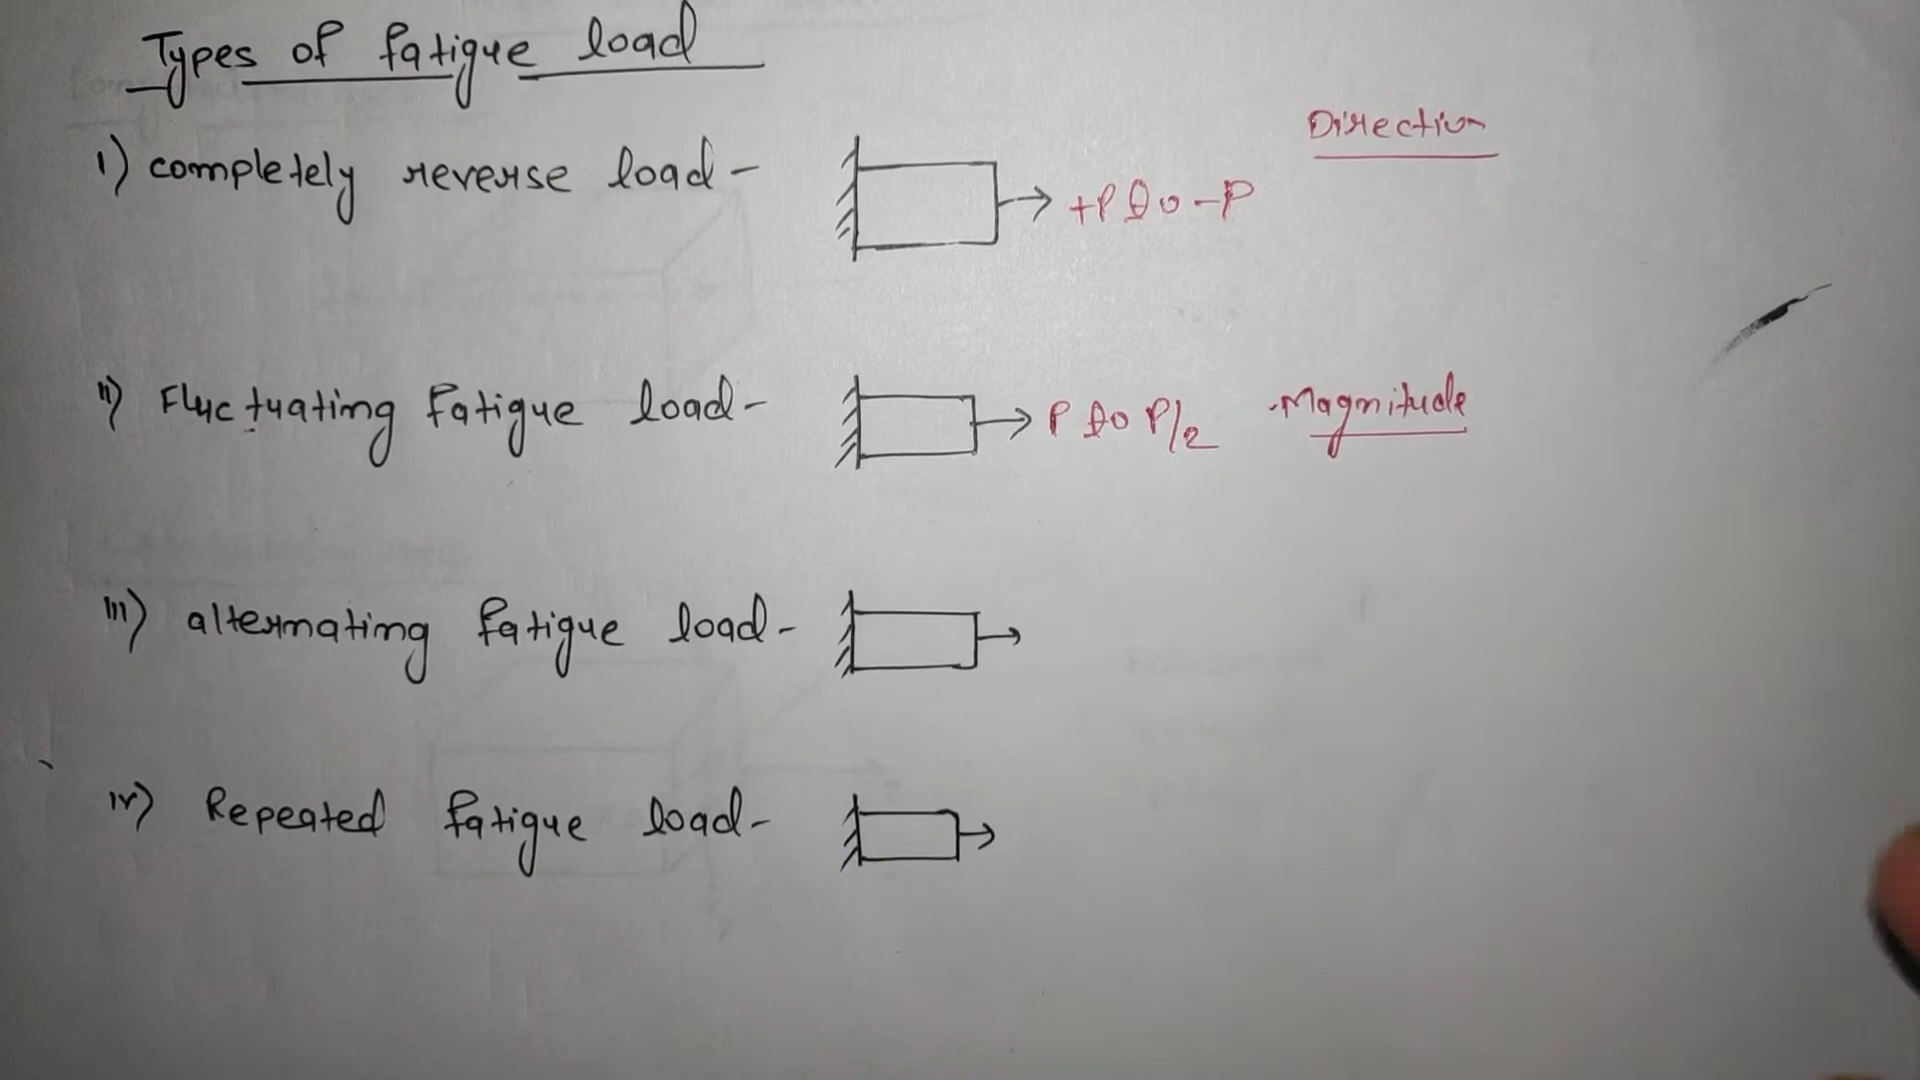 Types of fatigue load
Direction
i) completely reverse load - +P to -P
ii) Fluctuating fatigue load - P to P/2 Magnitude
iii) alternating fatigue load -
iv) Repeated fatigue load -